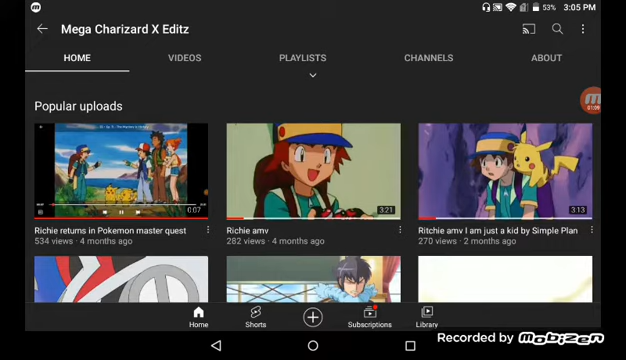 53% 3:05 PM
Mega Charizard X Editz
HOME VIDEOS PLAYLISTS CHANNELS ABOUT
01:09
Popular uploads
0:07 3:21 3:13
Richie returns in Pokemon master quest
534 views · 4 months ago
Richie amv
282 views · 4 months ago
Ritchie amv I am just a kid by Simple Plan
270 views · 2 months ago
Home Shorts Subscriptions Library
Recorded by mobizen